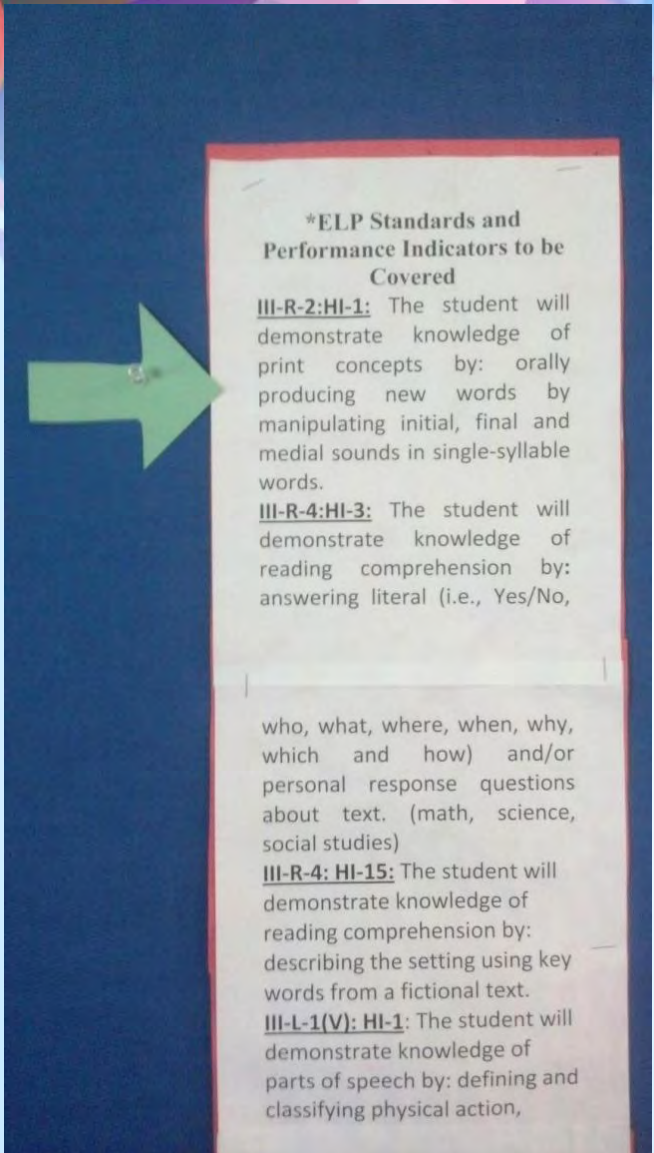 *ELP Standards and
Performance Indicators to be
Covered
III-R-2:HI-1: The student will
demonstrate knowledge of
print concepts by: orally
producing new words by
manipulating initial, final and
medial sounds in single-syllable
words.
III-R-4:HI-3: The student will
demonstrate knowledge of
reading comprehension by:
answering literal (i.e., Yes/No,
who, what, where, when, why,
which and how) and/or
personal response questions
about text. (math, science,
social studies)
III-R-4: HI-15: The student will
demonstrate knowledge of
reading comprehension by:
describing the setting using key
words from a fictional text.
III-L-1(V): HI-1: The student will
demonstrate knowledge of
parts of speech by: defining and
classifying physical action,